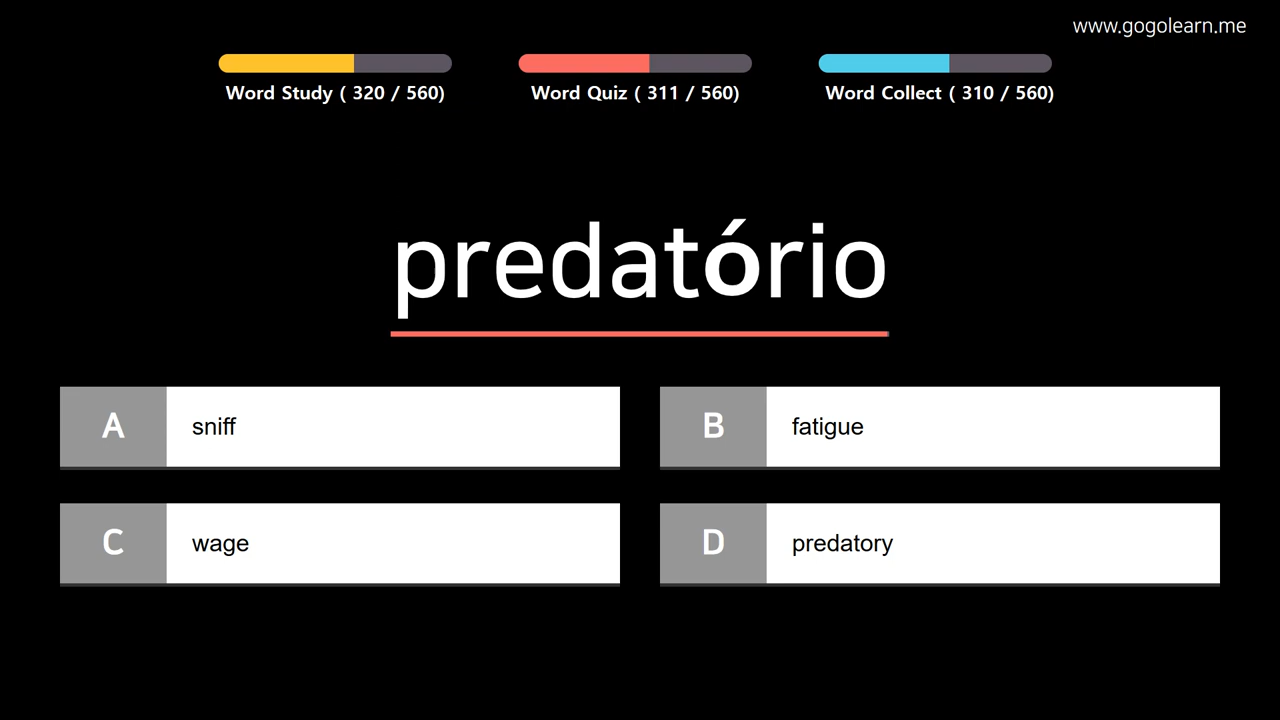 www.gogolearn.me
Word Study ( 320 / 560)
Word Quiz ( 311 / 560)
Word Collect ( 310 / 560)
predatório
A sniff
B fatigue
C wage
D predatory